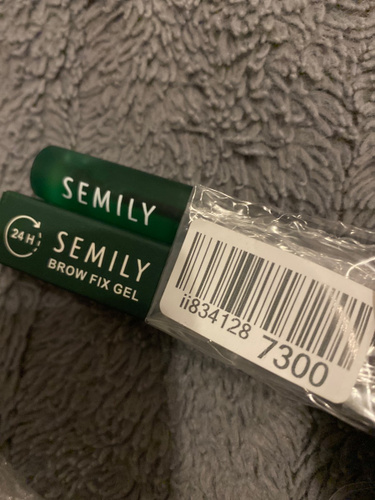 SEMILY
24 H
SEMILY
BROW FIX GEL
ii834128
7300